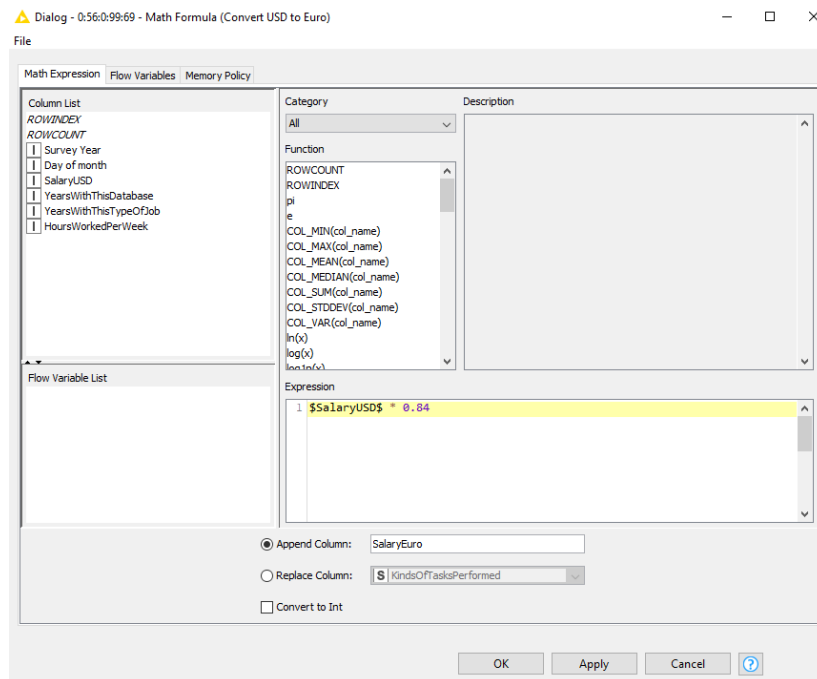 Dialog - 0:56:0:99:69 - Math Formula (Convert USD to Euro)
File
Math Expression Flow Variables Memory Policy
Column List
ROWINDEX
ROWCOUNT
I Survey Year
I Day of month
I SalaryUSD
I YearsWithThisDatabase
I YearsWithThisTypeOfJob
I HoursWorkedPerWeek
Flow Variable List
Category
All
Function
ROWCOUNT
ROWINDEX
pi
e
COL_MIN(col_name)
COL_MAX(col_name)
COL_MEAN(col_name)
COL_MEDIAN(col_name)
COL_SUM(col_name)
COL_STDDEV(col_name)
COL_VAR(col_name)
ln(x)
log(x)
log1p(x)
Description
Expression
1 $SalaryUSD$ * 0.84
Append Column: SalaryEuro
Replace Column: S KindsOfTasksPerformed
Convert to Int
OK Apply Cancel ?